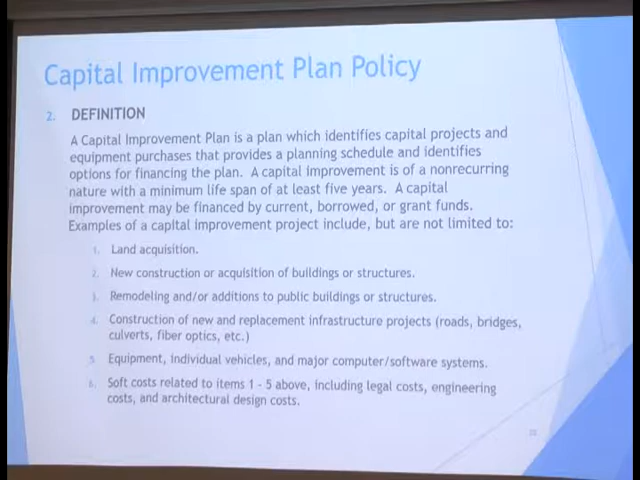 Capital Improvement Plan Policy
2. DEFINITION
A Capital Improvement Plan is a plan which identifies capital projects and
equipment purchases that provides a planning schedule and identifies
options for financing the plan. A capital improvement is of a nonrecurring
nature with a minimum life span of at least five years. A capital
improvement may be financed by current, borrowed, or grant funds.
Examples of a capital improvement project include, but are not limited to:
1. Land acquisition.
2. New construction or acquisition of buildings or structures.
3. Remodeling and/or additions to public buildings or structures.
4. Construction of new and replacement infrastructure projects (roads, bridges,
culverts, fiber optics, etc.)
5. Equipment, individual vehicles, and major computer/software systems.
6. Soft costs related to items 1 - 5 above, including legal costs, engineering
costs, and architectural design costs.